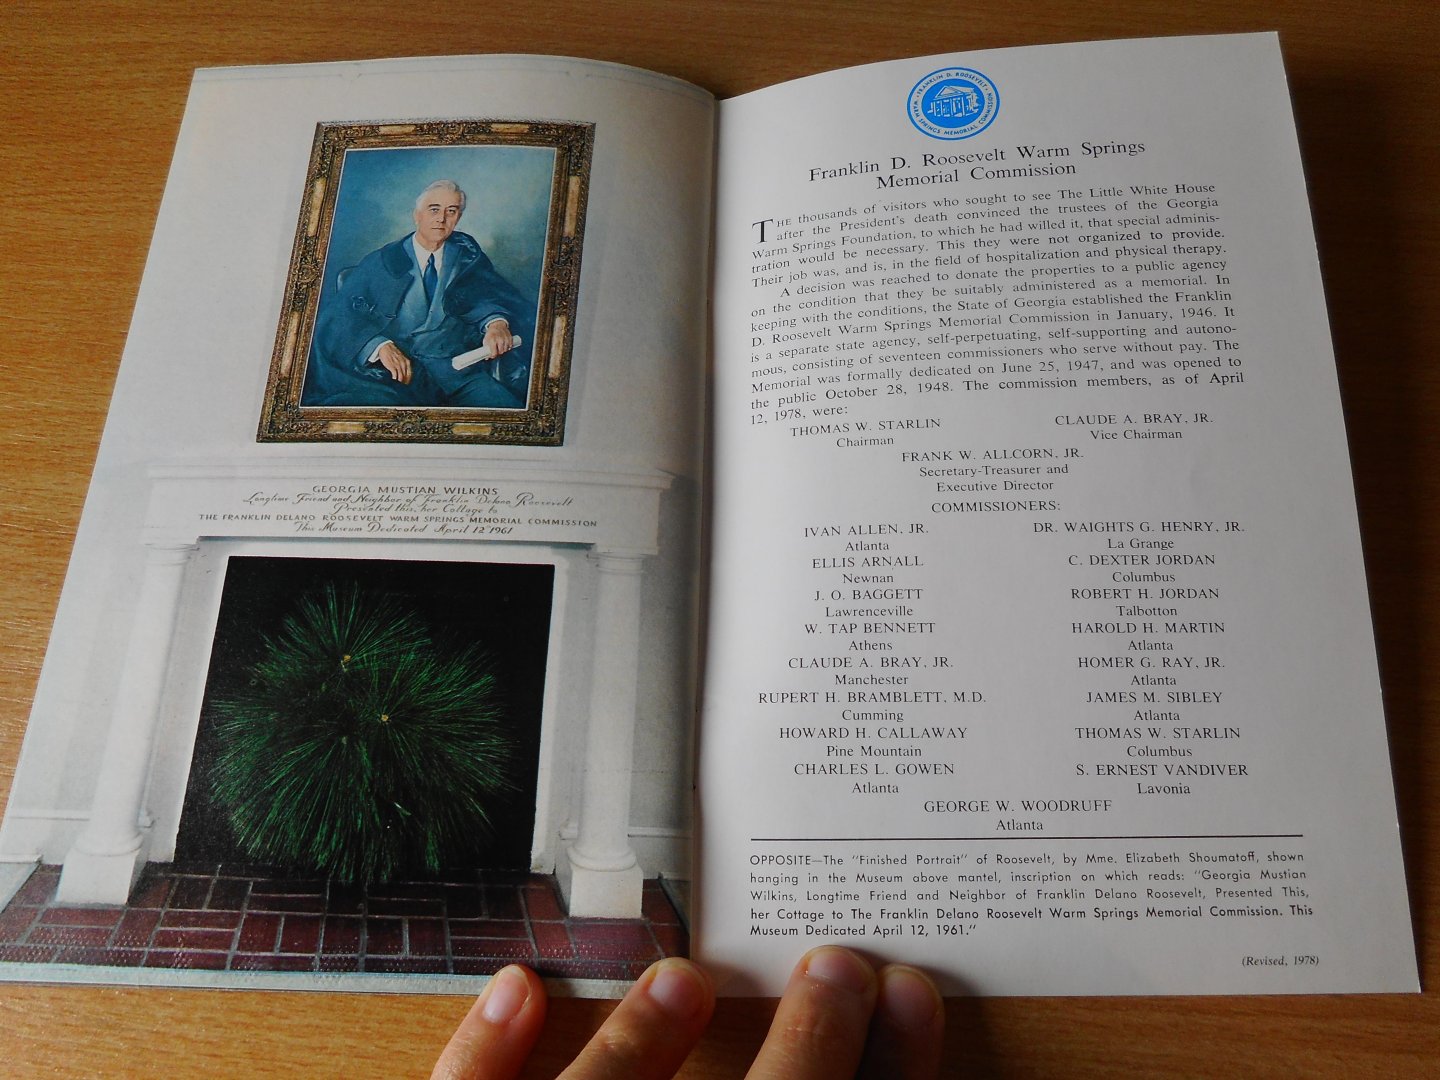 GEORGIA MUSTIAN WILKINS
Longtime Friend and Neighbor of Franklin Delano Roosevelt
Presented this, her Cottage to
THE FRANKLIN DELANO ROOSEVELT WARM SPRINGS MEMORIAL COMMISSION
This Museum Dedicated April 12 1961
FRANKLIN D. ROOSEVELT
WARM SPRINGS MEMORIAL COMMISSION
Franklin D. Roosevelt Warm Springs
Memorial Commission
THE thousands of visitors who sought to see The Little White House
after the President's death convinced the trustees of the Georgia
Warm Springs Foundation, to which he had willed it, that special adminis-
tration would be necessary. This they were not organized to provide.
Their job was, and is, in the field of hospitalization and physical therapy.
A decision was reached to donate the properties to a public agency
on the condition that they be suitably administered as a memorial. In
keeping with the conditions, the State of Georgia established the Franklin
D. Roosevelt Warm Springs Memorial Commission in January, 1946. It
is a separate state agency, self-perpetuating, self-supporting and autono-
mous, consisting of seventeen commissioners who serve without pay. The
Memorial was formally dedicated on June 25, 1947, and was opened to
the public October 28, 1948. The commission members, as of April
12, 1978, were:
THOMAS W. STARLIN CLAUDE A. BRAY, JR.
Chairman Vice Chairman
FRANK W. ALLCORN, JR.
Secretary-Treasurer and
Executive Director
COMMISSIONERS:
IVAN ALLEN, JR. DR. WAIGHTS G. HENRY, JR.
Atlanta La Grange
ELLIS ARNALL C. DEXTER JORDAN
Newnan Columbus
J. O. BAGGETT ROBERT H. JORDAN
Lawrenceville Talbotton
W. TAP BENNETT HAROLD H. MARTIN
Athens Atlanta
CLAUDE A. BRAY, JR. HOMER G. RAY, JR.
Manchester Atlanta
RUPERT H. BRAMBLETT, M.D. JAMES M. SIBLEY
Cumming Atlanta
HOWARD H. CALLAWAY THOMAS W. STARLIN
Pine Mountain Columbus
CHARLES L. GOWEN S. ERNEST VANDIVER
Atlanta Lavonia
GEORGE W. WOODRUFF
Atlanta
OPPOSITE—The "Finished Portrait" of Roosevelt, by Mme. Elizabeth Shoumatoff, shown
hanging in the Museum above mantel, inscription on which reads: "Georgia Mustian
Wilkins, Longtime Friend and Neighbor of Franklin Delano Roosevelt, Presented This,
her Cottage to The Franklin Delano Roosevelt Warm Springs Memorial Commission. This
Museum Dedicated April 12, 1961."
(Revised, 1978)